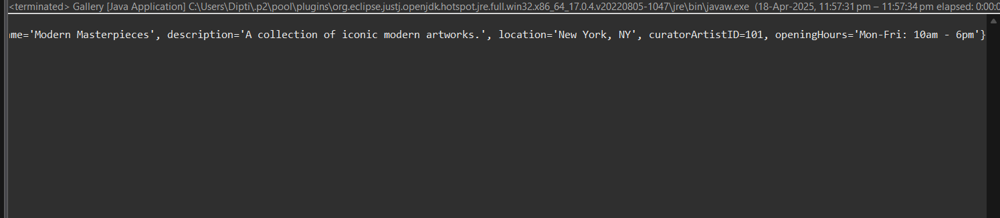 <terminated> Gallery [Java Application] C:\Users\Dipti\.p2\pool\plugins\org.eclipse.justj.openjdk.hotspot.jre.full.win32.x86_64_17.0.4.v20220805-1047\jre\bin\javaw.exe (18-Apr-2025, 11:57:31 pm – 11:57:34 pm elapsed: 0:00:0
me='Modern Masterpieces', description='A collection of iconic modern artworks.', location='New York, NY', curatorArtistID=101, openingHours='Mon-Fri: 10am - 6pm'}